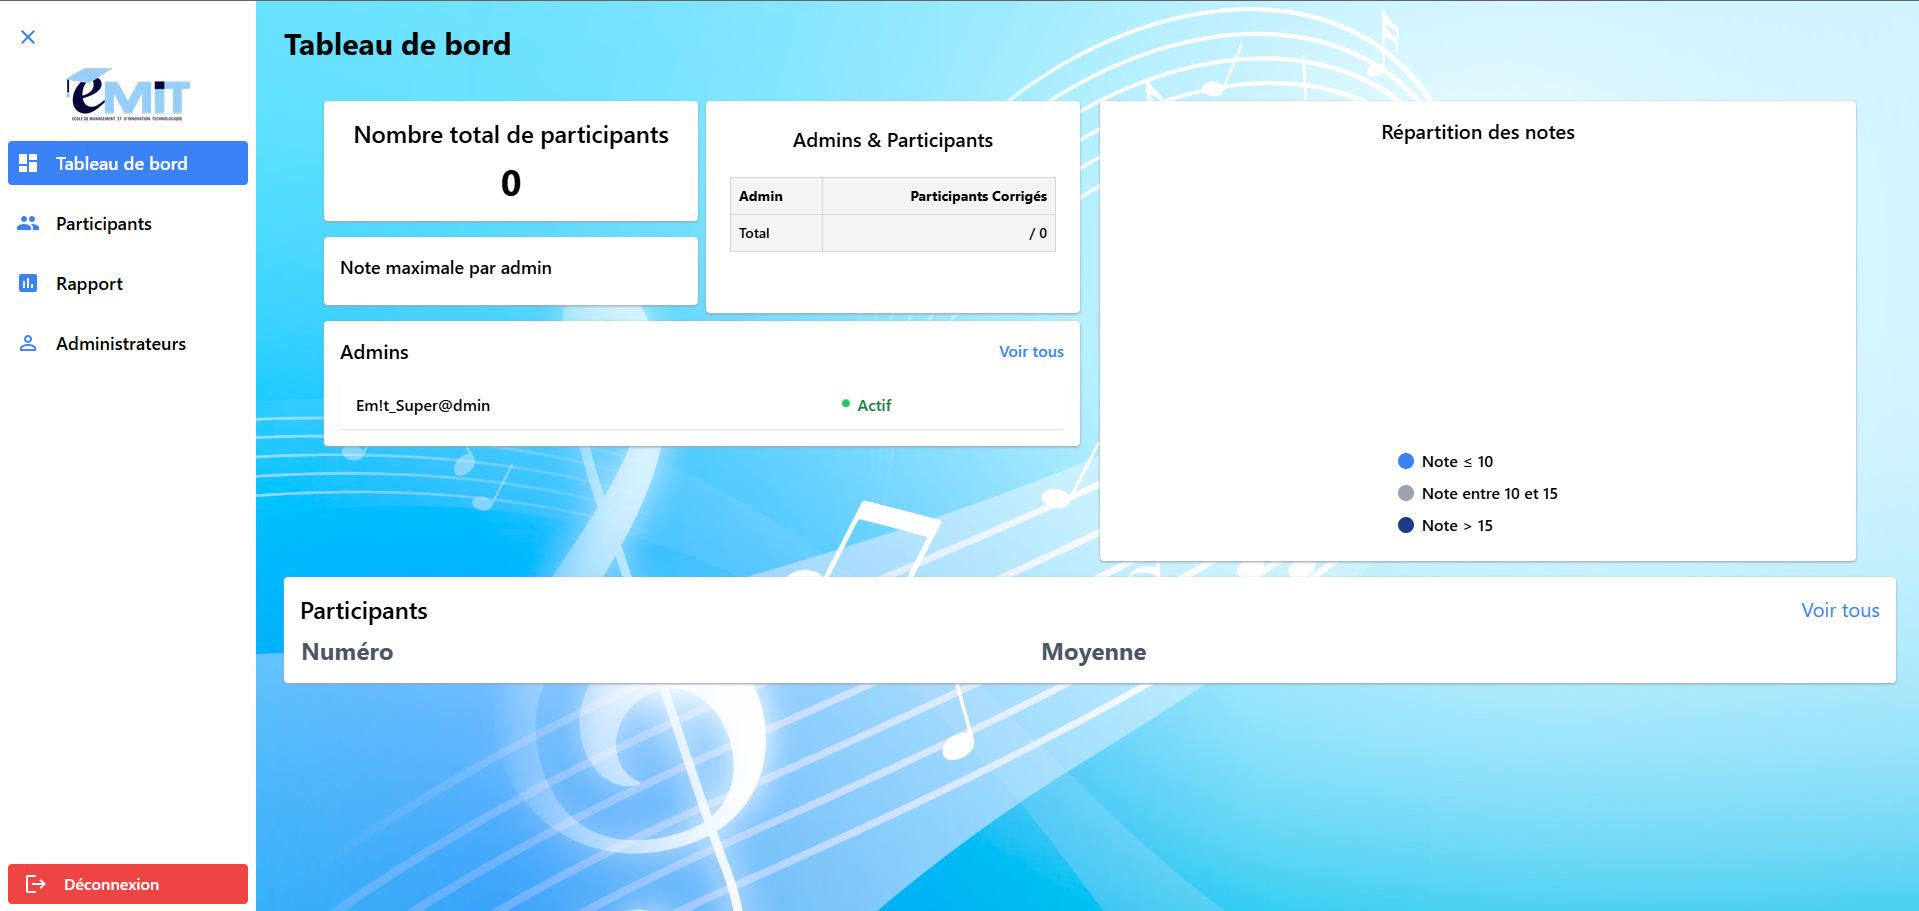 eMIT
ECOLE DE MANAGEMENT ET D'INNOVATION TECHNOLOGIQUE
Tableau de bord
Participants
Rapport
Administrateurs
Déconnexion
Tableau de bord
Nombre total de participants
0
Note maximale par admin
Admins & Participants
Admin Participants Corrigés
Total / 0
Admins Voir tous
Em!t_Super@dmin Actif
Répartition des notes
Note ≤ 10
Note entre 10 et 15
Note > 15
Participants Voir tous
Numéro Moyenne